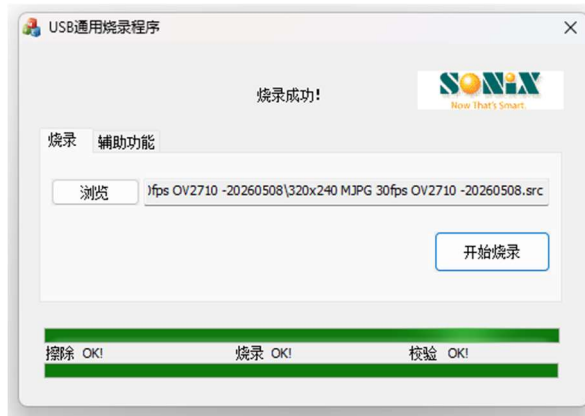 USB通用烧录程序
烧录成功!
SONiX
Now That's Smart.
烧录 辅助功能
浏览 )fps OV2710 -20260508\320x240 MJPG 30fps OV2710 -20260508.src
开始烧录
擦除 OK! 烧录 OK! 校验 OK!